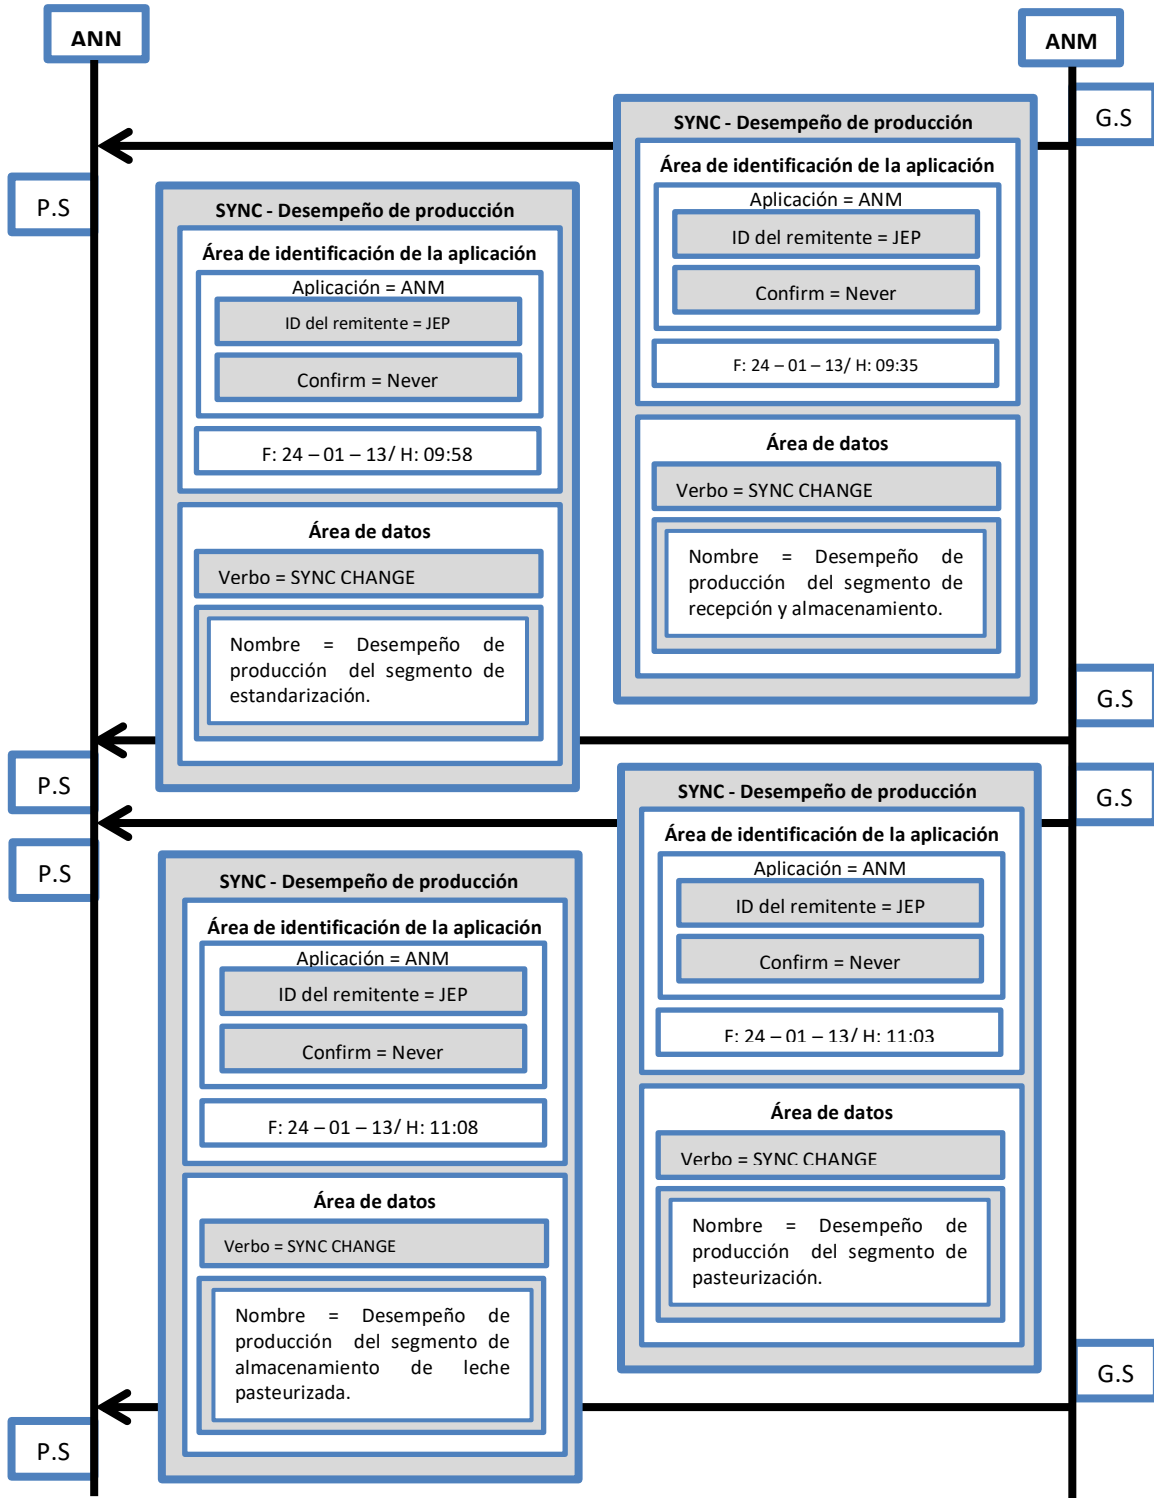 ANN
ANM
G.S
SYNC - Desempeño de producción
Área de identificación de la aplicación
Aplicación = ANM
ID del remitente = JEP
Confirm = Never
F: 24 – 01 – 13/ H: 09:35
Área de datos
Verbo = SYNC CHANGE
Nombre = Desempeño de
producción del segmento de
recepción y almacenamiento.
P.S
SYNC - Desempeño de producción
Área de identificación de la aplicación
Aplicación = ANM
ID del remitente = JEP
Confirm = Never
F: 24 – 01 – 13/ H: 09:58
Área de datos
Verbo = SYNC CHANGE
Nombre = Desempeño de
producción del segmento de
estandarización.
G.S
P.S
G.S
SYNC - Desempeño de producción
Área de identificación de la aplicación
Aplicación = ANM
ID del remitente = JEP
Confirm = Never
F: 24 – 01 – 13/ H: 11:03
Área de datos
Verbo = SYNC CHANGE
Nombre = Desempeño de
producción del segmento de
pasteurización.
P.S
SYNC - Desempeño de producción
Área de identificación de la aplicación
Aplicación = ANM
ID del remitente = JEP
Confirm = Never
F: 24 – 01 – 13/ H: 11:08
Área de datos
Verbo = SYNC CHANGE
Nombre = Desempeño de
producción del segmento de
almacenamiento de leche
pasteurizada.
G.S
P.S